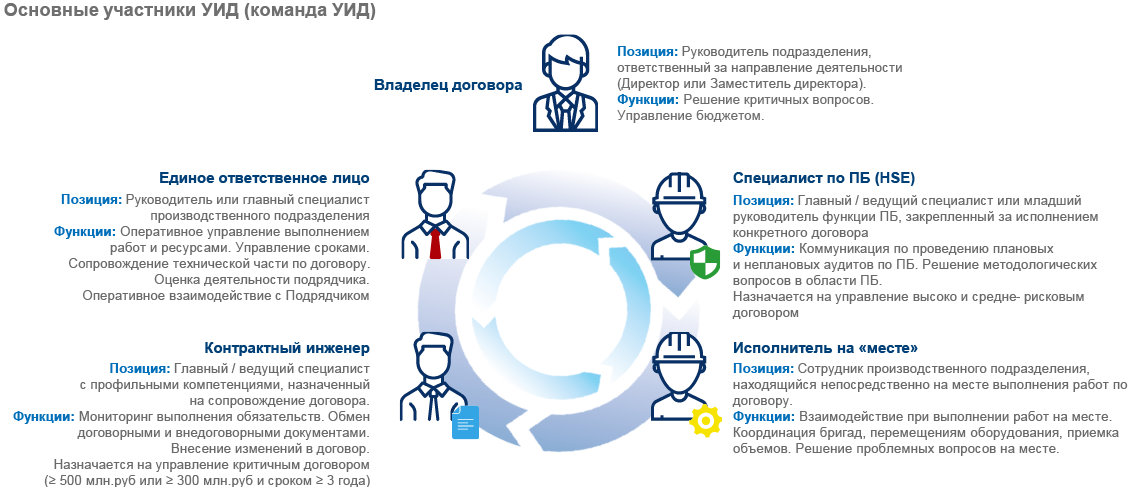 Основные участники УИД (команда УИД)
Владелец договора
Позиция: Руководитель подразделения,
ответственный за направление деятельности
(Директор или Заместитель директора).
Функции: Решение критичных вопросов.
Управление бюджетом.
Единое ответственное лицо
Позиция: Руководитель или главный специалист
производственного подразделения
Функции: Оперативное управление выполнением
работ и ресурсами. Управление сроками.
Сопровождение технической части по договору.
Оценка деятельности подрядчика.
Оперативное взаимодействие с Подрядчиком
Специалист по ПБ (HSE)
Позиция: Главный / ведущий специалист или младший
руководитель функции ПБ, закрепленный за исполнением
конкретного договора
Функции: Коммуникация по проведению плановых
и неплановых аудитов по ПБ. Решение методологических
вопросов в области ПБ.
Назначается на управление высоко и средне- рисковым
договором
Контрактный инженер
Позиция: Главный / ведущий специалист
с профильными компетенциями, назначенный
на сопровождение договора.
Функции: Мониторинг выполнения обязательств. Обмен
договорными и внедоговорными документами.
Внесение изменений в договор.
Назначается на управление критичным договором
(≥ 500 млн.руб или ≥ 300 млн.руб и сроком ≥ 3 года)
Исполнитель на «месте»
Позиция: Сотрудник производственного подразделения,
находящийся непосредственно на месте выполнения работ по
договору.
Функции: Взаимодействие при выполнении работ на месте.
Координация бригад, перемещениям оборудования, приемка
объемов. Решение проблемных вопросов на месте.